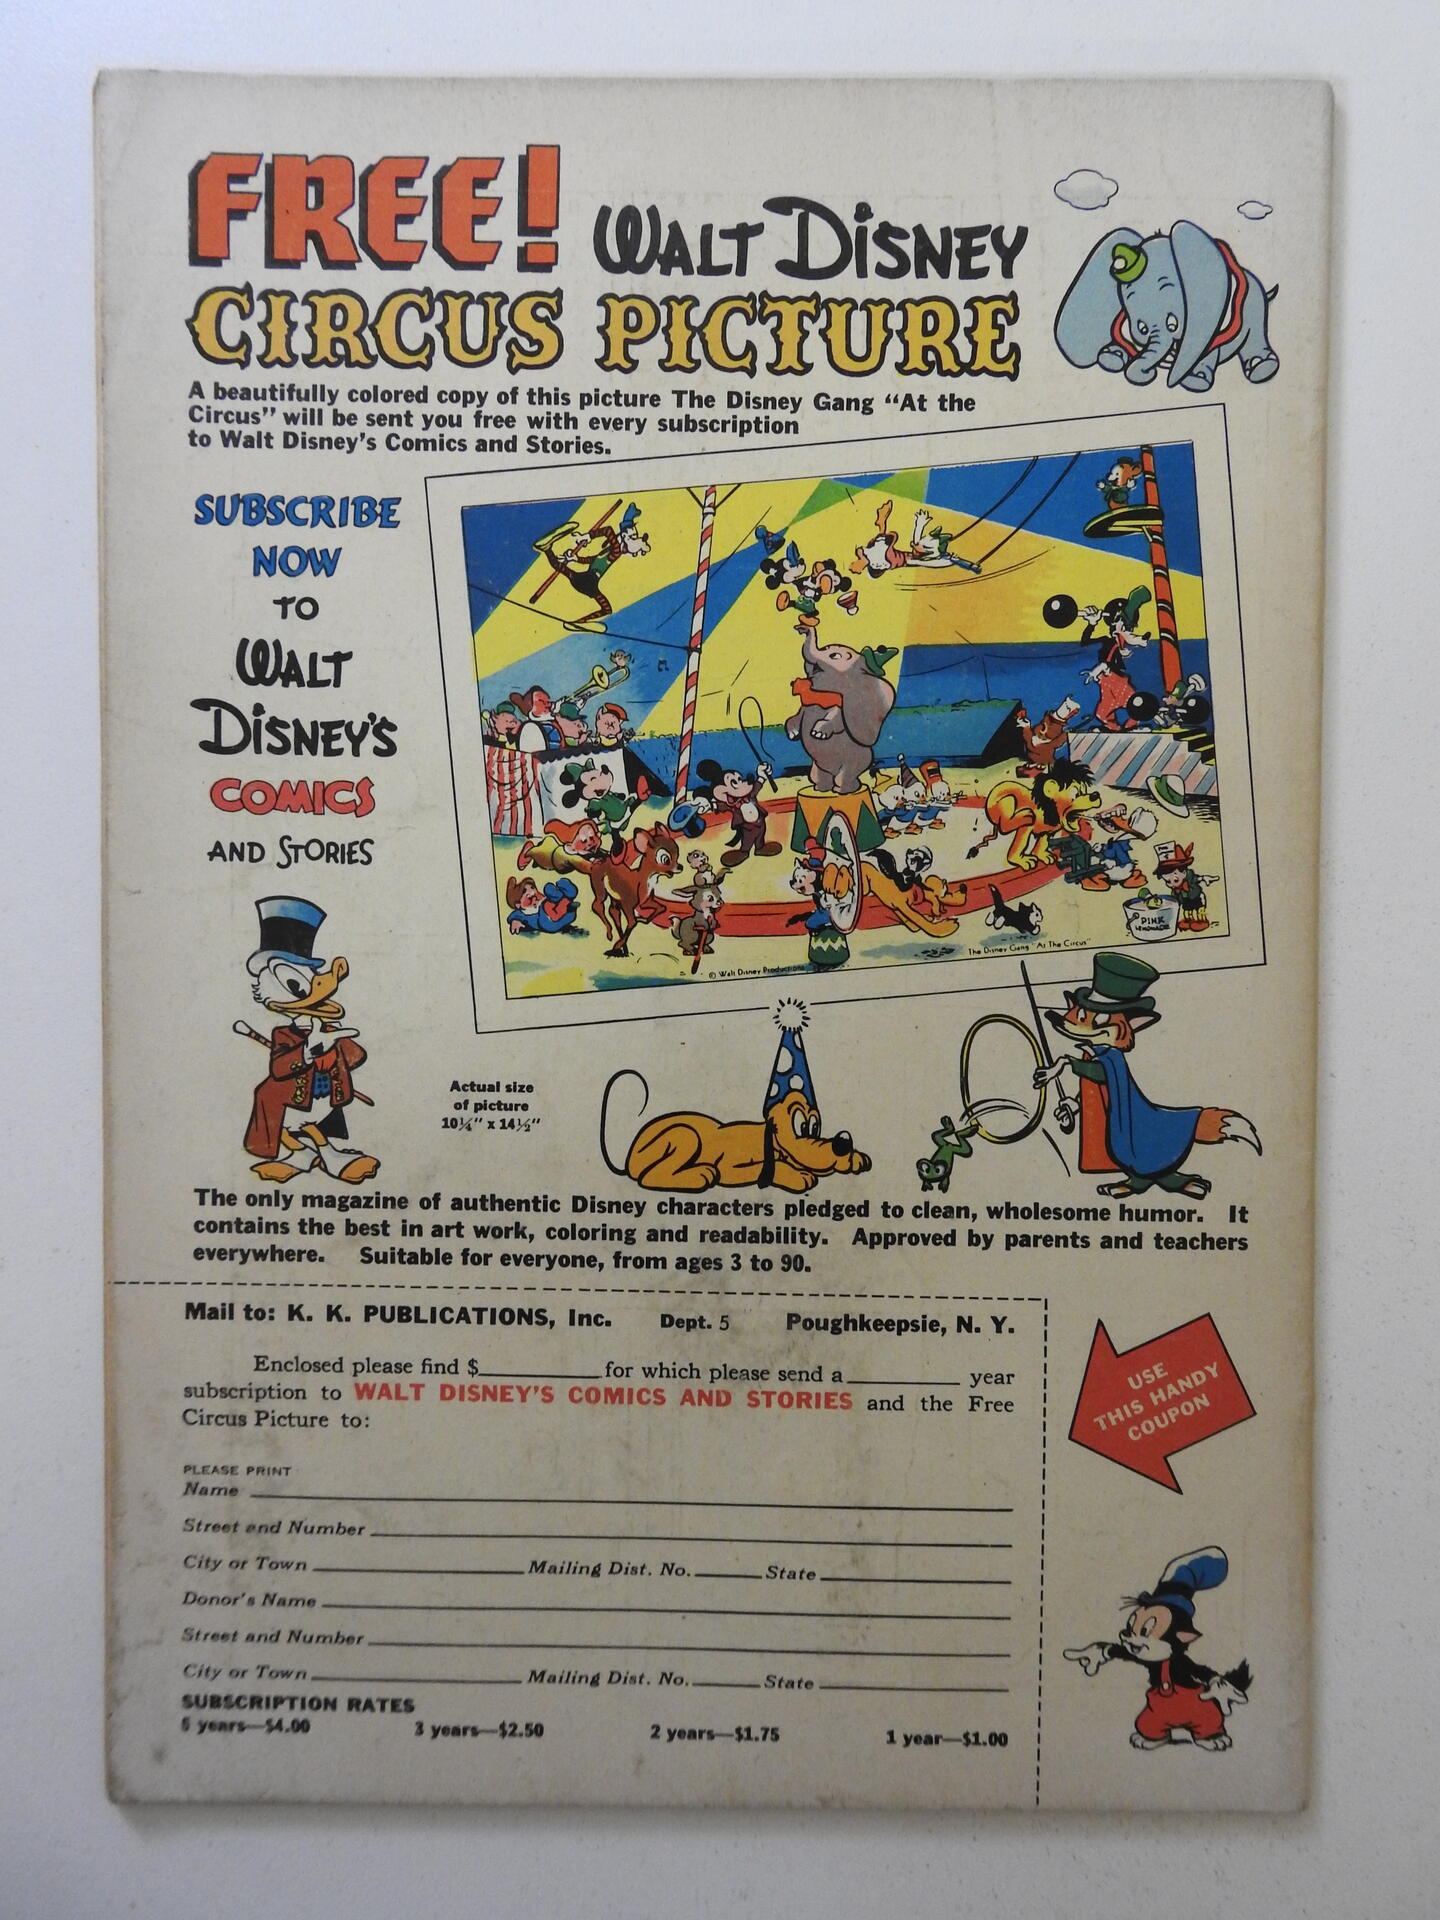 FREE! WALT DISNEY
CIRCUS PICTURE
A beautifully colored copy of this picture The Disney Gang "At the
Circus" will be sent you free with every subscription
to Walt Disney's Comics and Stories.
SUBSCRIBE
NOW
TO
WALT
DISNEY'S
COMICS
AND STORIES
PINK
LEMONADE
The Disney Gang "At The Circus"
© Walt Disney Productions
Actual size
of picture
10¼" x 14½"
The only magazine of authentic Disney characters pledged to clean, wholesome humor. It
contains the best in art work, coloring and readability. Approved by parents and teachers
everywhere. Suitable for everyone, from ages 3 to 90.
Mail to: K. K. PUBLICATIONS, Inc. Dept. 5 Poughkeepsie, N. Y.
Enclosed please find $ for which please send a year
subscription to WALT DISNEY'S COMICS AND STORIES and the Free
Circus Picture to:
USE
THIS HANDY
COUPON
PLEASE PRINT
Name
Street and Number
City or Town Mailing Dist. No. State
Donor's Name
Street and Number
City or Town Mailing Dist. No. State
SUBSCRIPTION RATES
5 years—$4.00 3 years—$2.50 2 years—$1.75 1 year—$1.00